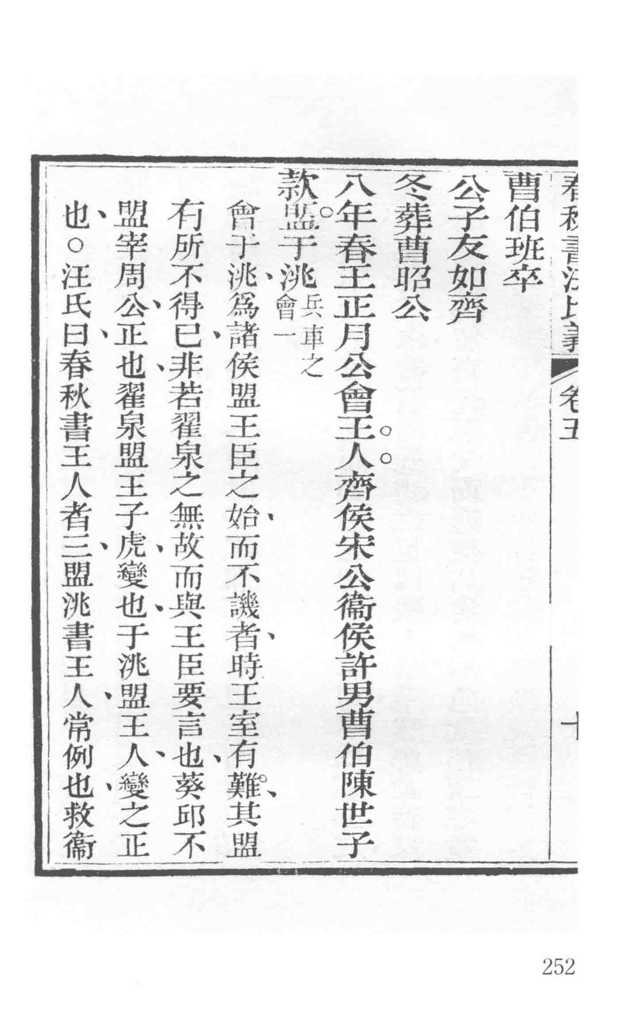 春秋書法比義 卷五 十
曹伯班卒
公子友如齊
冬葬曹昭公
八年春王正月公會王人齊侯宋公衞侯許男曹伯陳世子
款盟于洮兵車之會一
會于洮、爲諸侯盟王臣之始、而不譏者、時王室有難。、其盟
有所不得已、非若翟泉之無故而與王臣要言也、葵邱不
盟宰周公、正也、翟泉盟王子虎、變也、于洮盟王人、變之正
也、○汪氏曰、春秋書王人者三、盟洮書王人、常例也、救衞
252